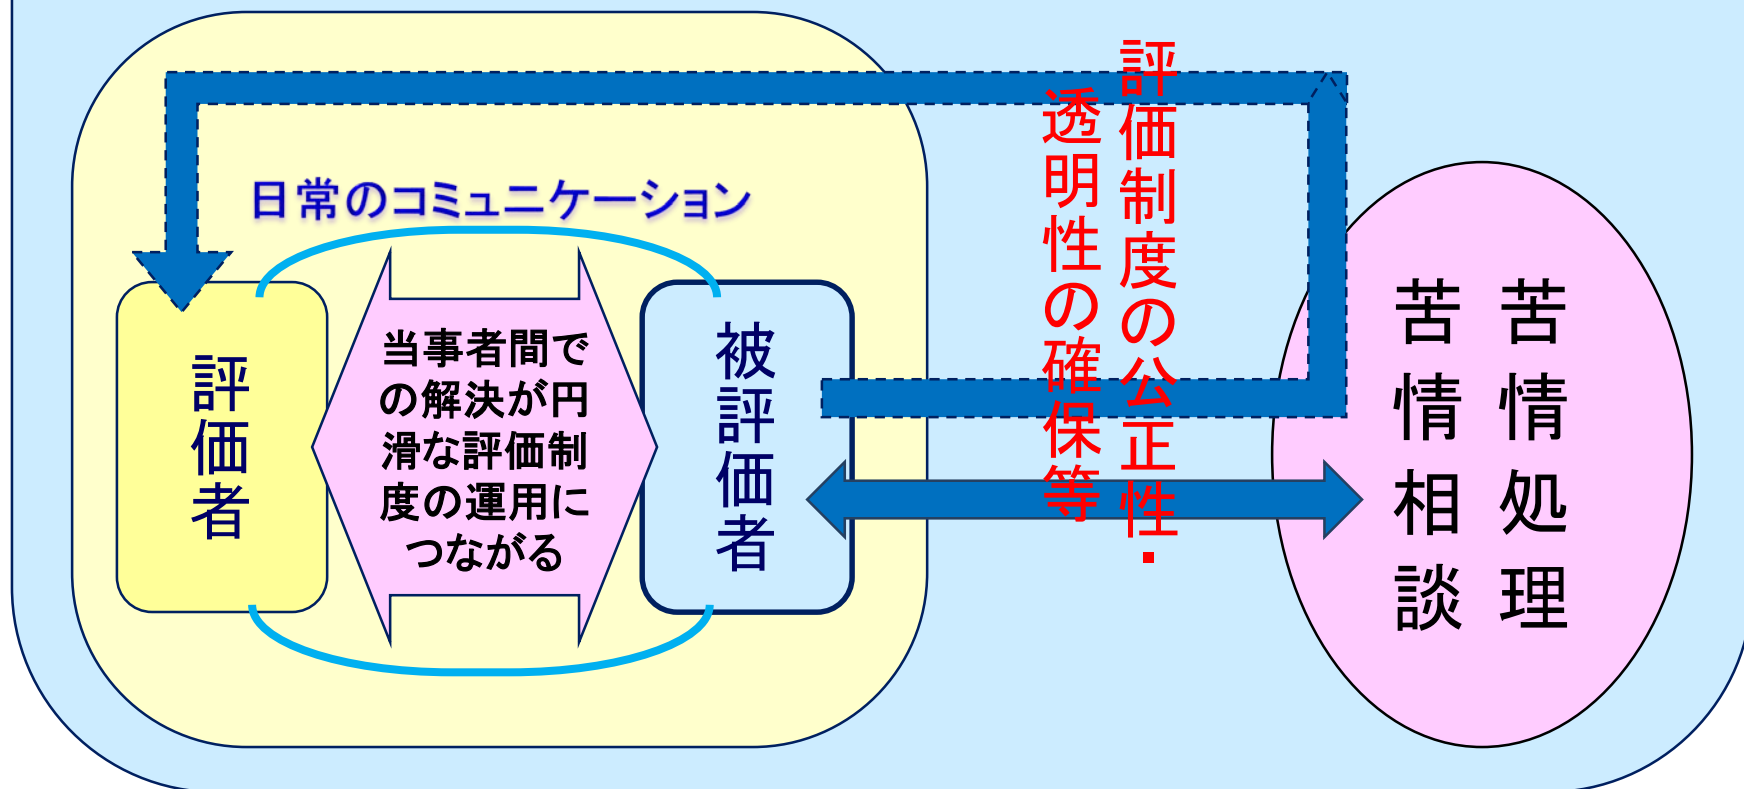 日常のコミュニケーション
評価者
当事者間で
の解決が円
滑な評価制
度の運用に
つながる
被評価者
評価制度の公正性・
透明性の確保等
苦情処理
苦情相談